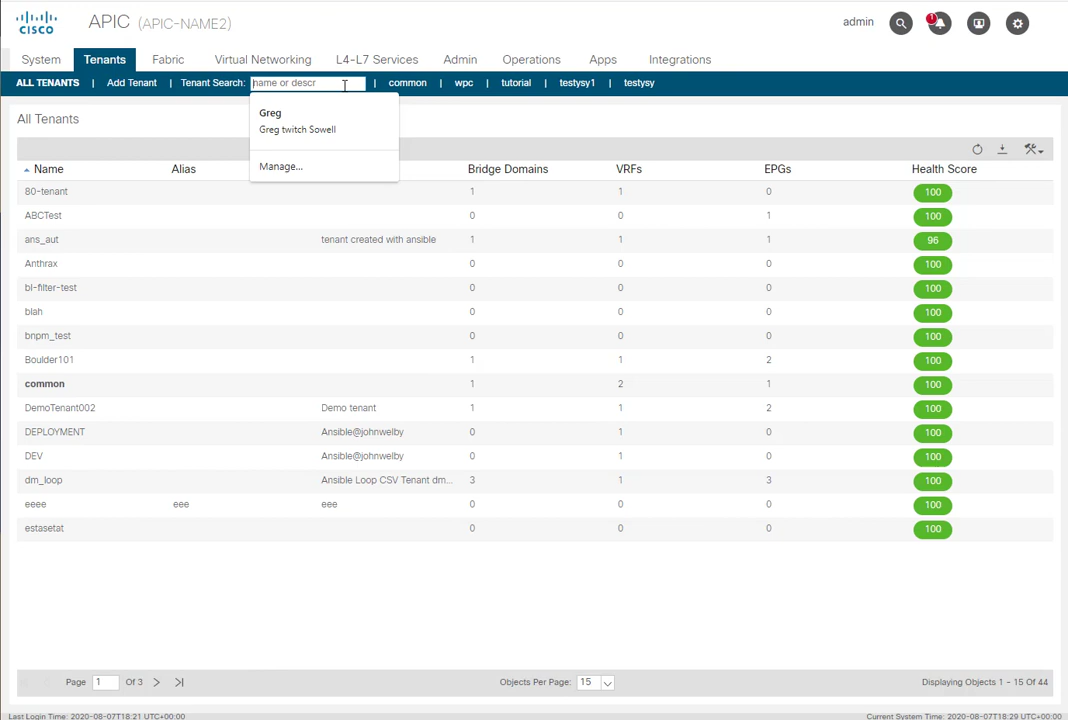 CISCO
APIC (APIC-NAME2)
admin
1
System Tenants Fabric Virtual Networking L4-L7 Services Admin Operations Apps Integrations
ALL TENANTS | Add Tenant | Tenant Search: name or descr | common | wpc | tutorial | testysy1 | testysy
Greg
Greg twitch Sowell
Manage...
All Tenants
Name Alias Bridge Domains VRFs EPGs Health Score
80-tenant 1 1 0 100
ABCTest 0 0 1 100
ans_aut tenant created with ansible 1 1 1 96
Anthrax 0 0 0 100
bl-filter-test 0 0 0 100
blah 0 0 0 100
bnpm_test 0 0 0 100
Boulder101 1 1 2 100
common 1 2 1 100
DemoTenant002 Demo tenant 1 1 2 100
DEPLOYMENT Ansible@johnwelby 0 1 0 100
DEV Ansible@johnwelby 0 1 0 100
dm_loop Ansible Loop CSV Tenant dm... 3 1 3 100
eeee eee eee 0 0 0 100
estasetat 0 0 0 100
Page 1 Of 3 Objects Per Page: 15 Displaying Objects 1 - 15 Of 44
Last Login Time: 2020-08-07T18:21 UTC+00:00 Current System Time: 2020-08-07T18:29 UTC+00:00